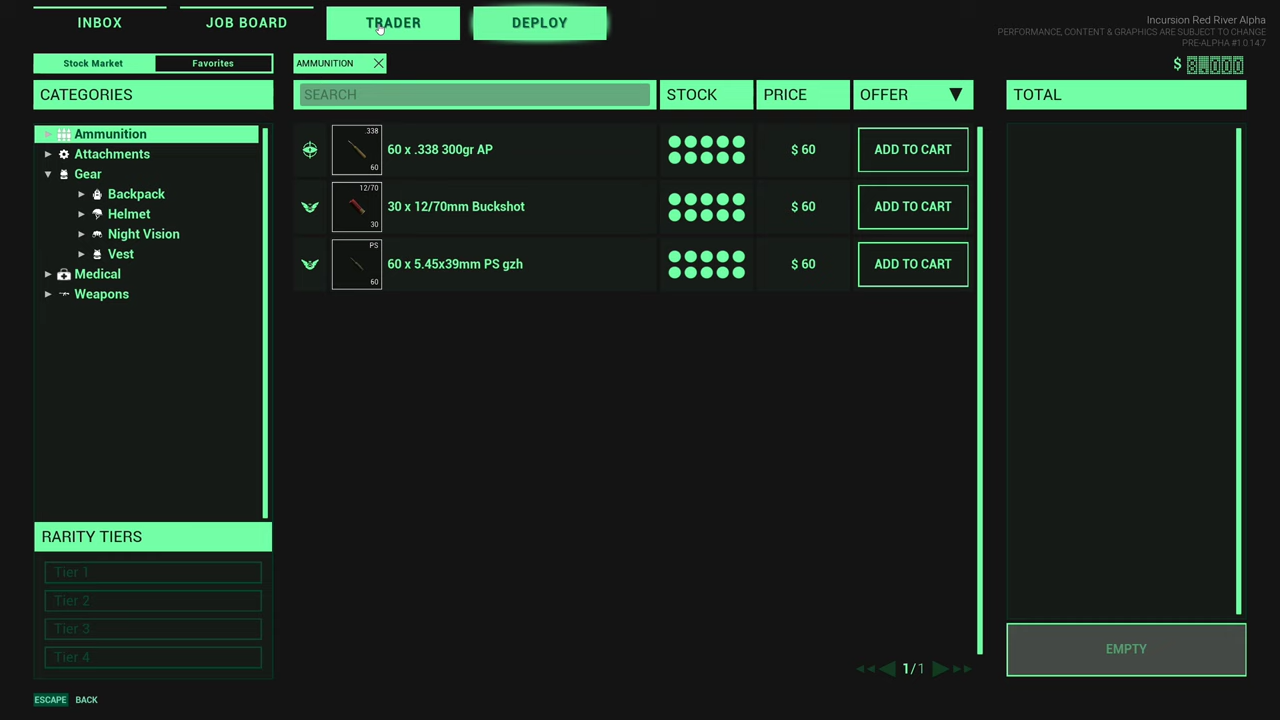 INBOX
JOB BOARD
TRADER
DEPLOY
Incursion Red River Alpha
PERFORMANCE, CONTENT & GRAPHICS ARE SUBJECT TO CHANGE
PRE-ALPHA #1.0.14.7
Stock Market
Favorites
AMMUNITION
$
CATEGORIES
SEARCH
STOCK
PRICE
OFFER
TOTAL
Ammunition
Attachments
Gear
Backpack
Helmet
Night Vision
Vest
Medical
Weapons
.338
60
60 x .338 300gr AP
$ 60
ADD TO CART
12/70
30
30 x 12/70mm Buckshot
$ 60
ADD TO CART
PS
60
60 x 5.45x39mm PS gzh
$ 60
ADD TO CART
RARITY TIERS
Tier 1
Tier 2
Tier 3
Tier 4
1/1
EMPTY
ESCAPE BACK